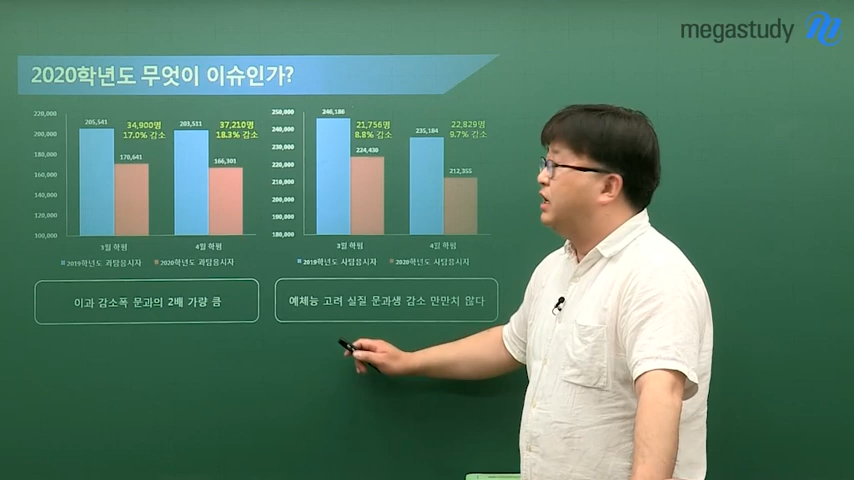 megastudy
2020학년도 무엇이 이슈인가?
220,000
200,000
180,000
160,000
140,000
120,000
100,000
205,541
34,900명
17.0% 감소
170,641
203,511
37,210명
18.3% 감소
166,301
3월 학평
4월 학평
2019학년도 과탐응시자
2020학년도 과탐응시자
250,000
240,000
230,000
220,000
210,000
200,000
190,000
180,000
246,186
21,756명
8.8% 감소
224,430
235,184
22,829명
9.7% 감소
212,355
3월 학평
4월 학평
2019학년도 사탐응시자
2020학년도 사탐응시자
이과 감소폭 문과의 2배 가량 큼
예체능 고려 실질 문과생 감소 만만치 않다